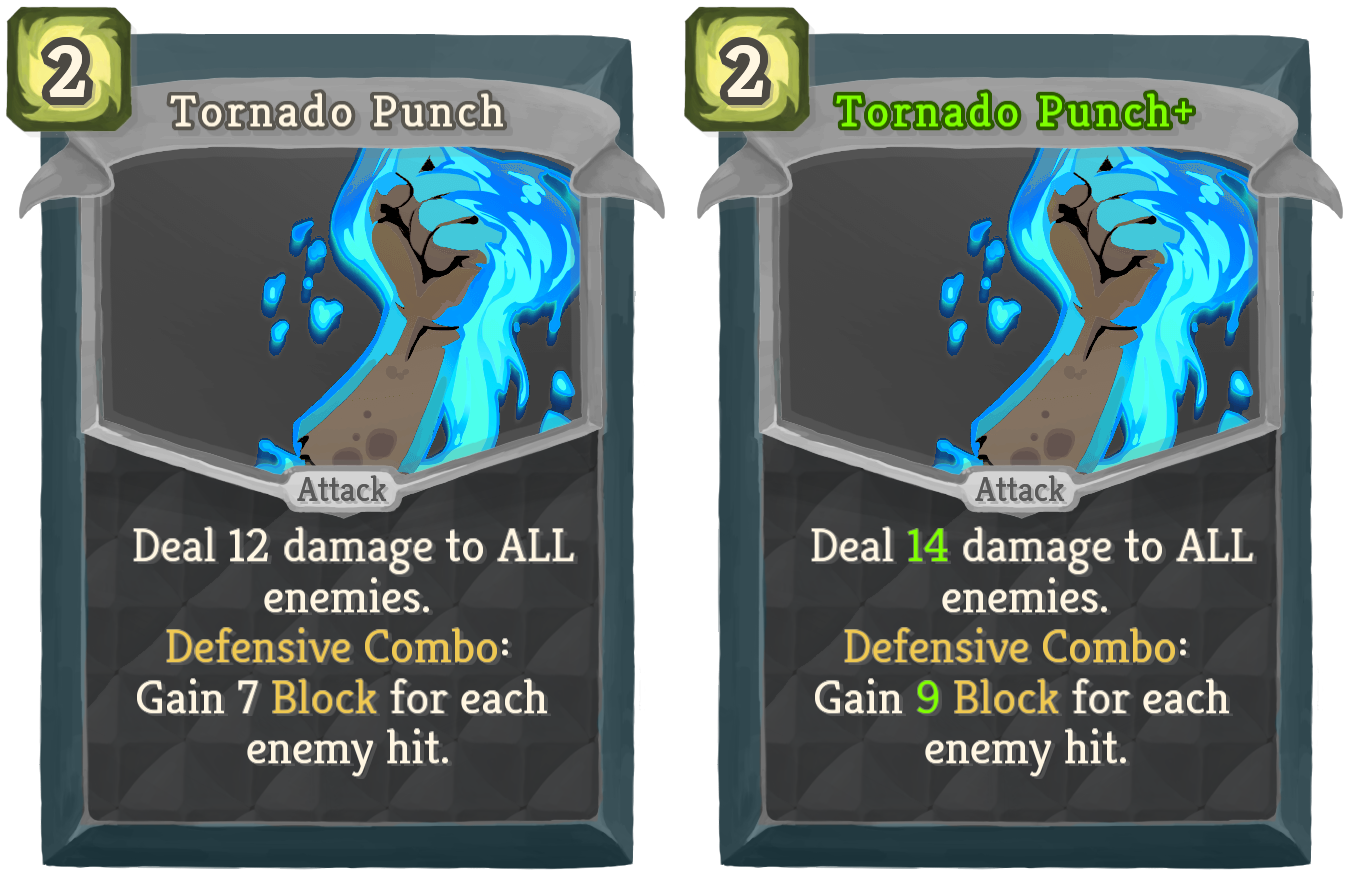 2
Tornado Punch
Attack
Deal 12 damage to ALL
enemies.
Defensive Combo:
Gain 7 Block for each
enemy hit.
2
Tornado Punch+
Attack
Deal 14 damage to ALL
enemies.
Defensive Combo:
Gain 9 Block for each
enemy hit.